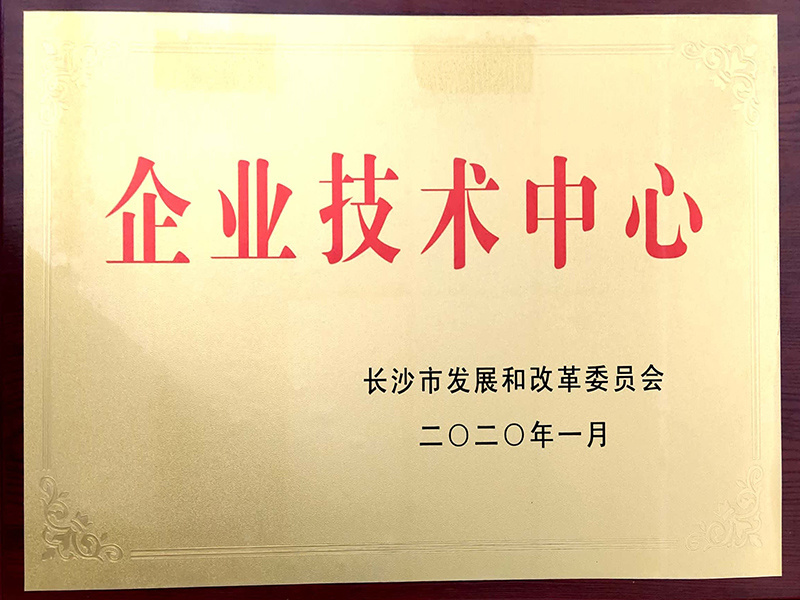 企业技术中心
长沙市发展和改革委员会
二〇二〇年一月